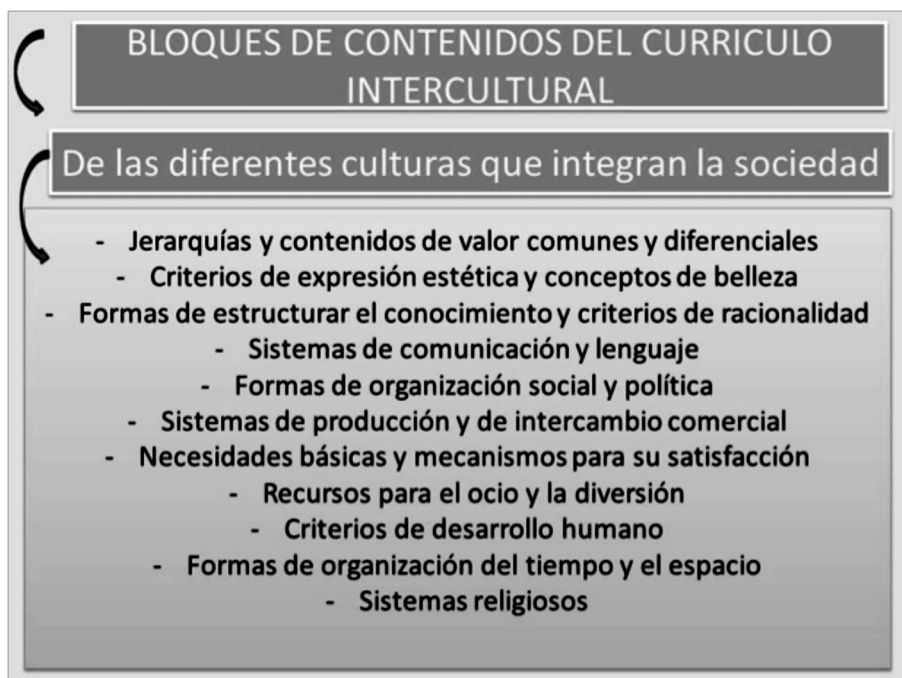 BLOQUES DE CONTENIDOS DEL CURRICULO
INTERCULTURAL
De las diferentes culturas que integran la sociedad
- Jerarquías y contenidos de valor comunes y diferenciales
- Criterios de expresión estética y conceptos de belleza
- Formas de estructurar el conocimiento y criterios de racionalidad
- Sistemas de comunicación y lenguaje
- Formas de organización social y política
- Sistemas de producción y de intercambio comercial
- Necesidades básicas y mecanismos para su satisfacción
- Recursos para el ocio y la diversión
- Criterios de desarrollo humano
- Formas de organización del tiempo y el espacio
- Sistemas religiosos